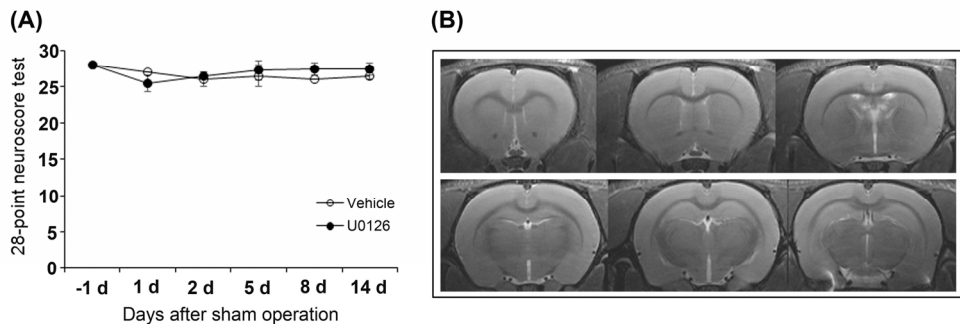 (A)
28-point neuroscore test
30
25
20
15
10
5
0
Vehicle
U0126
-1 d 1 d 2 d 5 d 8 d 14 d
Days after sham operation
(B)